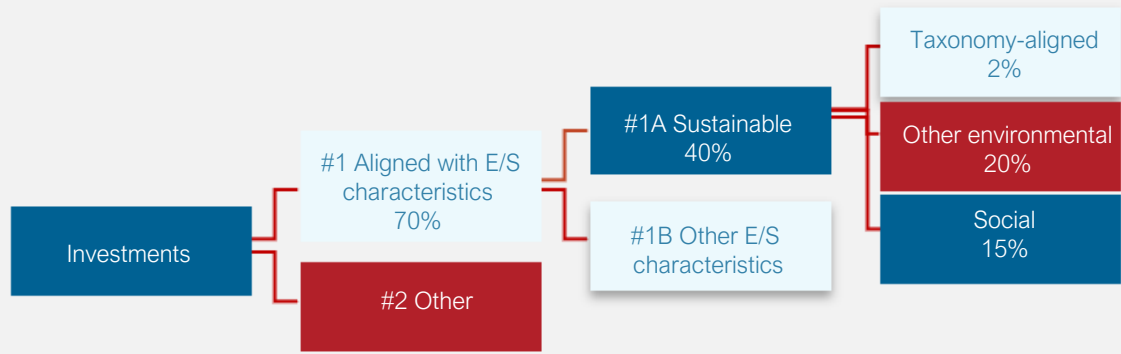 Investments
#1 Aligned with E/S
characteristics
70%
#2 Other
#1A Sustainable
40%
#1B Other E/S
characteristics
Taxonomy-aligned
2%
Other environmental
20%
Social
15%